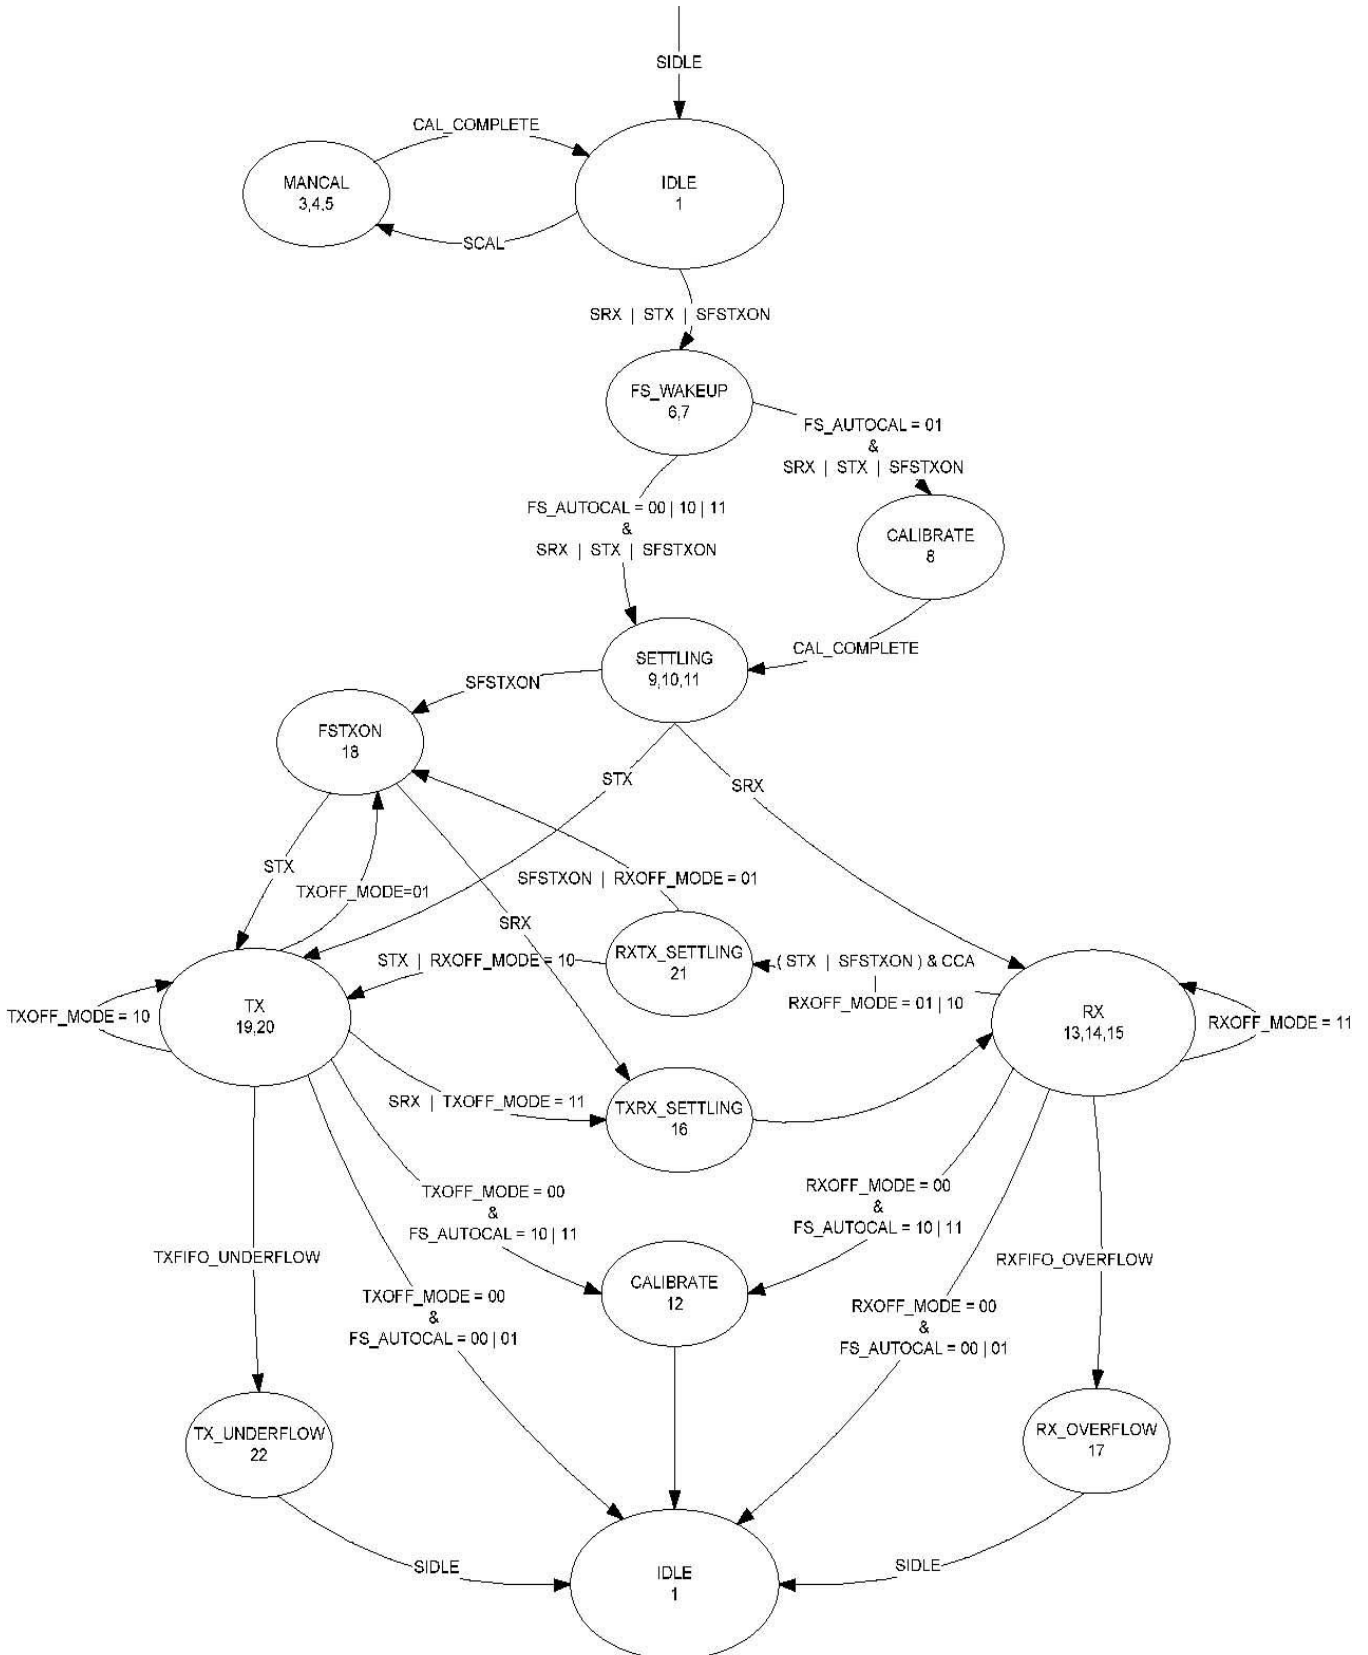 SIDLE
CAL_COMPLETE
MANCAL
3,4,5
IDLE
1
SCAL
SRX | STX | SFSTXON
FS_WAKEUP
6,7
FS_AUTOCAL = 01
&
SRX | STX | SFSTXON
FS_AUTOCAL = 00 | 10 | 11
&
SRX | STX | SFSTXON
CALIBRATE
8
CAL_COMPLETE
SETTLING
9,10,11
SFSTXON
FSTXON
18
STX
SRX
STX
TXOFF_MODE=01
SFSTXON | RXOFF_MODE = 01
SRX
STX | RXOFF_MODE = 10
RXTX_SETTLING
21
( STX | SFSTXON ) & CCA
|
RXOFF_MODE = 01 | 10
TXOFF_MODE = 10
TX
19,20
RX
13,14,15
RXOFF_MODE = 11
SRX | TXOFF_MODE = 11
TXRX_SETTLING
16
TXOFF_MODE = 00
&
FS_AUTOCAL = 10 | 11
RXOFF_MODE = 00
&
FS_AUTOCAL = 10 | 11
TXFIFO_UNDERFLOW
RXFIFO_OVERFLOW
CALIBRATE
12
TXOFF_MODE = 00
&
FS_AUTOCAL = 00 | 01
RXOFF_MODE = 00
&
FS_AUTOCAL = 00 | 01
TX_UNDERFLOW
22
RX_OVERFLOW
17
SIDLE
SIDLE
IDLE
1